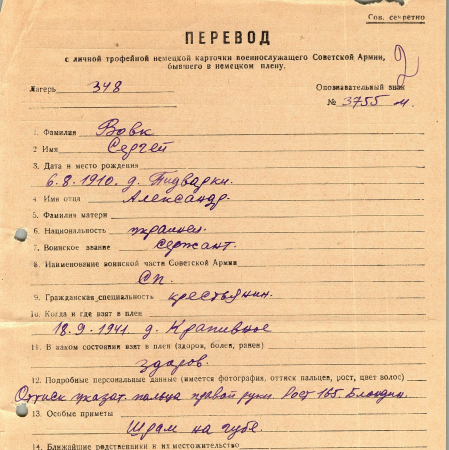 Сов. секретно
ПЕРЕВОД
с личной трофейной немецкой карточки военнослужащего Советской Армии,
бывшего в немецком плену.
2
Лагерь 348
Опознавательный знак
№ 3755
1. Фамилия Вовк
2 Имя Сергей
3. Дата и место рождения
6.8.1910. д. Пидварки.
4 Имя отца Александр.
5. Фамилия матери
6. Национальность украинец.
7. Воинское звание сержант.
8. Наименование воинской части Советской Армии
СП.
9. Гражданская специальность крестьянин.
10. Когда и где взят в плен
18.9-1941. д. Крапивное
11. В каком состоянии взят в плен (здоров, болен, ранен)
здоров.
12. Подробные персональные данные (имеется фотография, оттиск пальцев, рост, цвет волос)
Оттиск указат. пальца правой руки. Рост 165. Блондин.
13. Особые приметы
Шрам на губе.
14. Ближайшие родственники и их местожительство